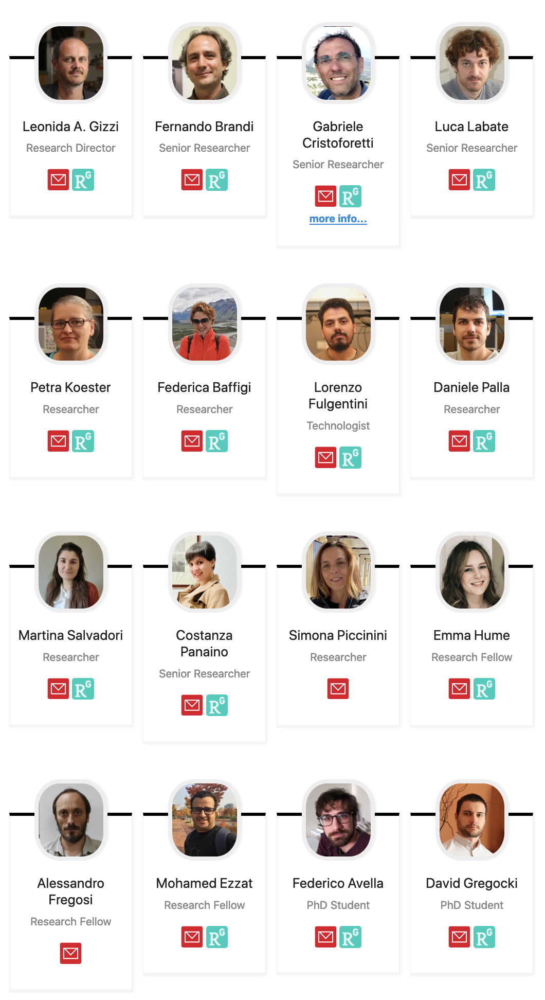 Leonida A. Gizzi
Research Director
R^G
Fernando Brandi
Senior Researcher
R^G
Gabriele
Cristoforetti
Senior Researcher
R^G
more info...
Luca Labate
Senior Researcher
R^G
Petra Koester
Researcher
R^G
Federica Baffigi
Researcher
R^G
Lorenzo
Fulgentini
Technologist
R^G
Daniele Palla
Researcher
R^G
Martina Salvadori
Researcher
R^G
Costanza
Panaino
Senior Researcher
R^G
Simona Piccinini
Researcher
Emma Hume
Research Fellow
R^G
Alessandro
Fregosi
Research Fellow
Mohamed Ezzat
Research Fellow
R^G
Federico Avella
PhD Student
R^G
David Gregocki
PhD Student
R^G